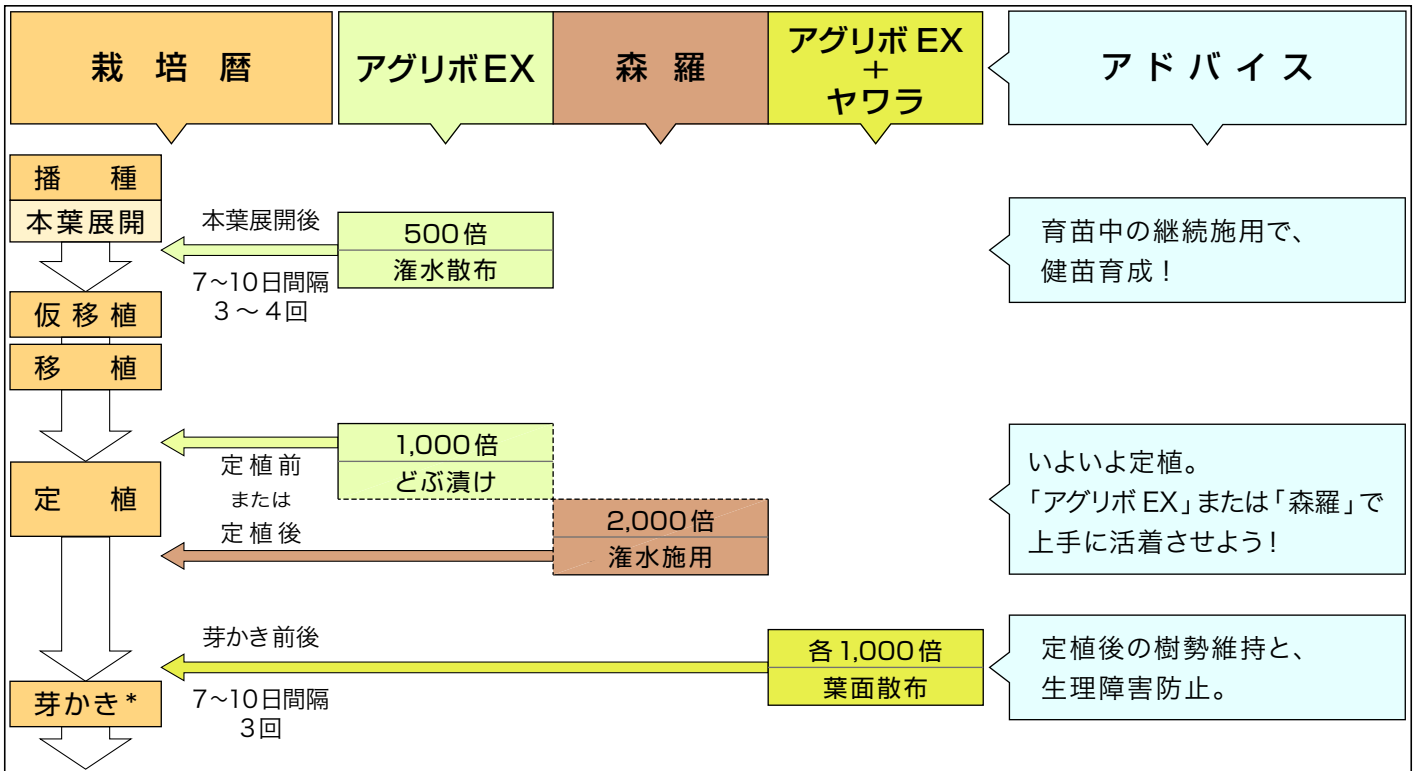 栽培暦
アグリボEX
森羅
アグリボ EX
＋
ヤワラ
アドバイス
播種
本葉展開
本葉展開後
7〜10日間隔
3〜4回
500倍
潅水散布
育苗中の継続施用で、
健苗育成！
仮移植
移植
定植
定植前
または
定植後
1,000倍
どぶ漬け
2,000倍
潅水施用
いよいよ定植。
「アグリボ EX」または「森羅」で
上手に活着させよう！
芽かき前後
7〜10日間隔
3回
各1,000倍
葉面散布
定植後の樹勢維持と、
生理障害防止。
芽かき*